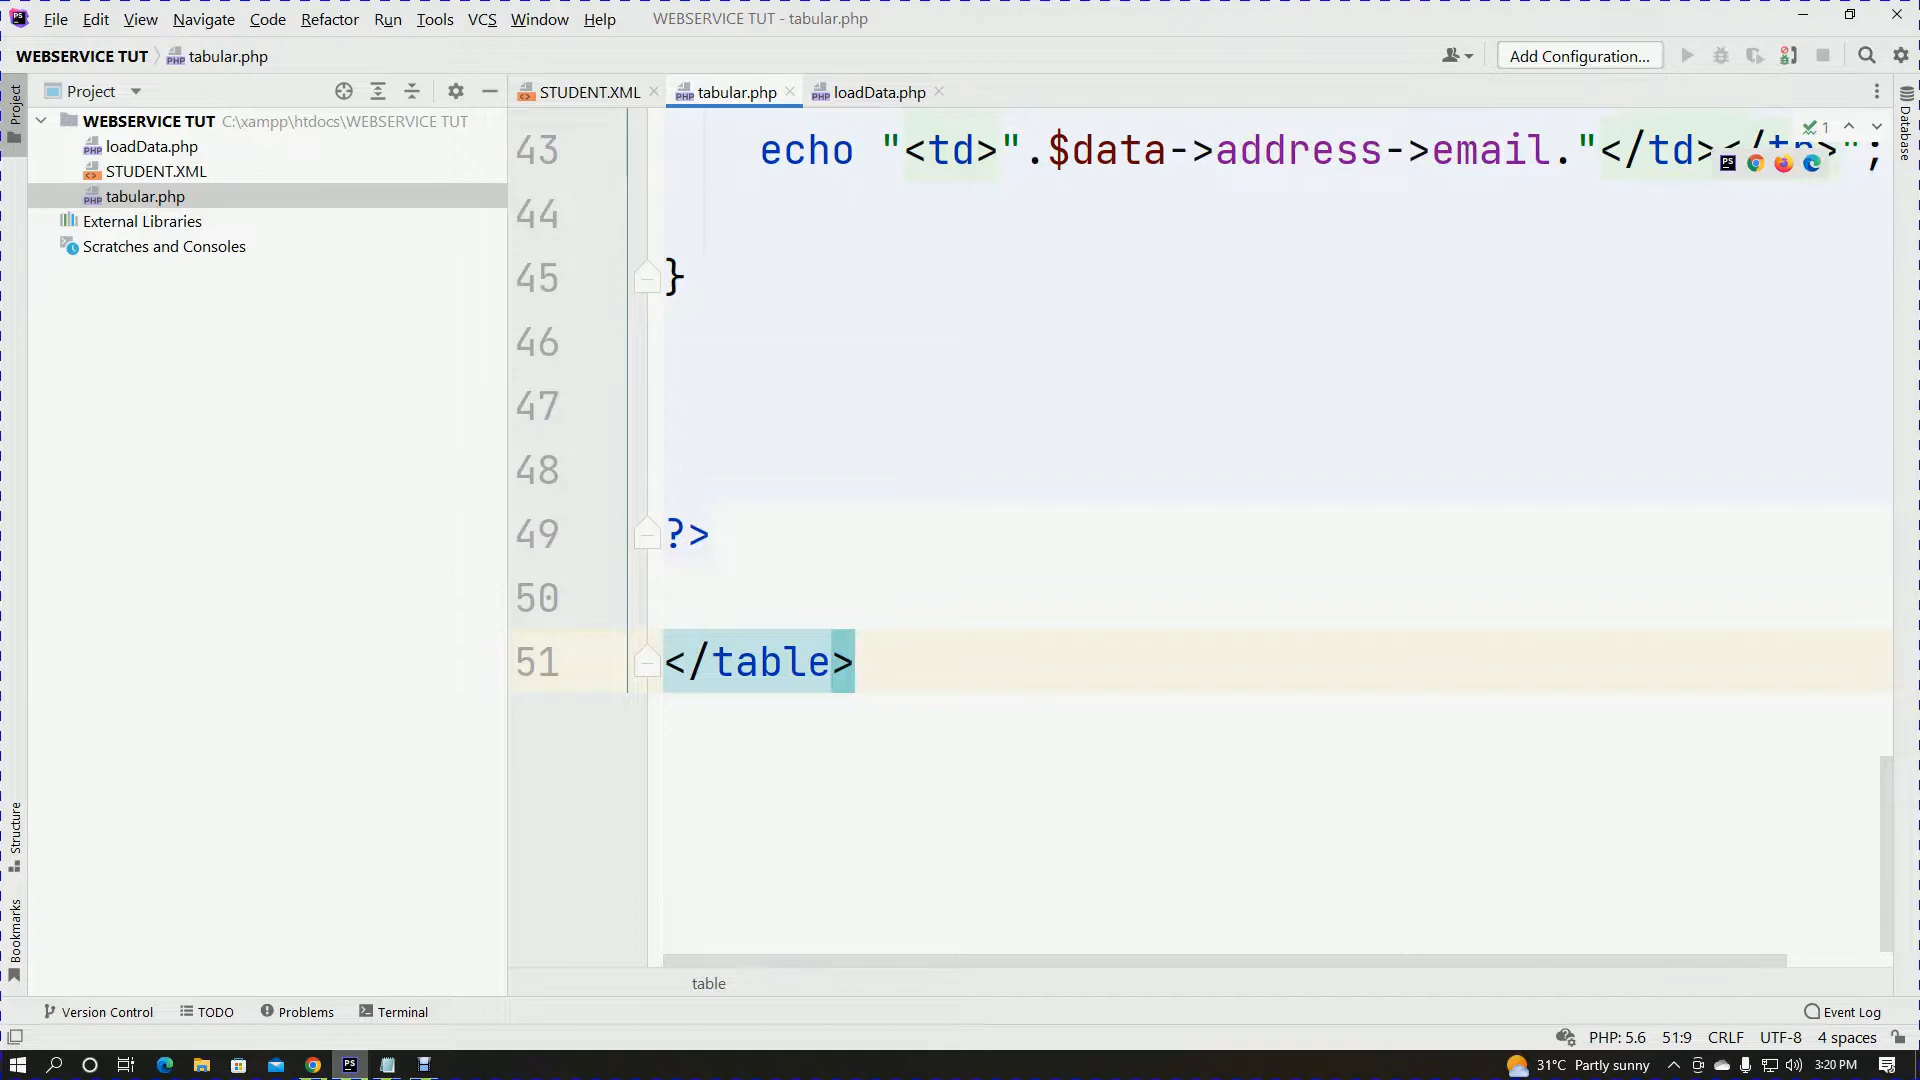 File Edit View Navigate Code Refactor Run Tools VCS Window Help WEBSERVICE TUT - tabular.php
WEBSERVICE TUT tabular.php Add Configuration...
Project
Project
STUDENT.XML tabular.php loadData.php
WEBSERVICE TUT C:\xampp\htdocs\WEBSERVICE TUT
loadData.php
STUDENT.XML
tabular.php
External Libraries
Scratches and Consoles
43 echo "<td>".$data->address->email."</td></tr>";
1
44
45 }
46
47
48
49 ?>
50
51 </table>
Database
Structure
Bookmarks
table
Version Control TODO Problems Terminal Event Log
PHP: 5.6 51:9 CRLF UTF-8 4 spaces
31°C Partly sunny 3:20 PM